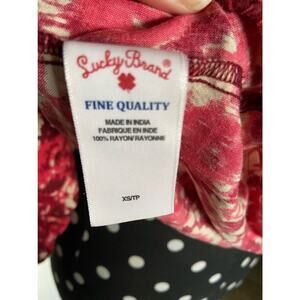 Lucky Brand®
FINE QUALITY
MADE IN INDIA
FABRIQUE EN INDE
100% RAYON/RAYONNE
XS/TP